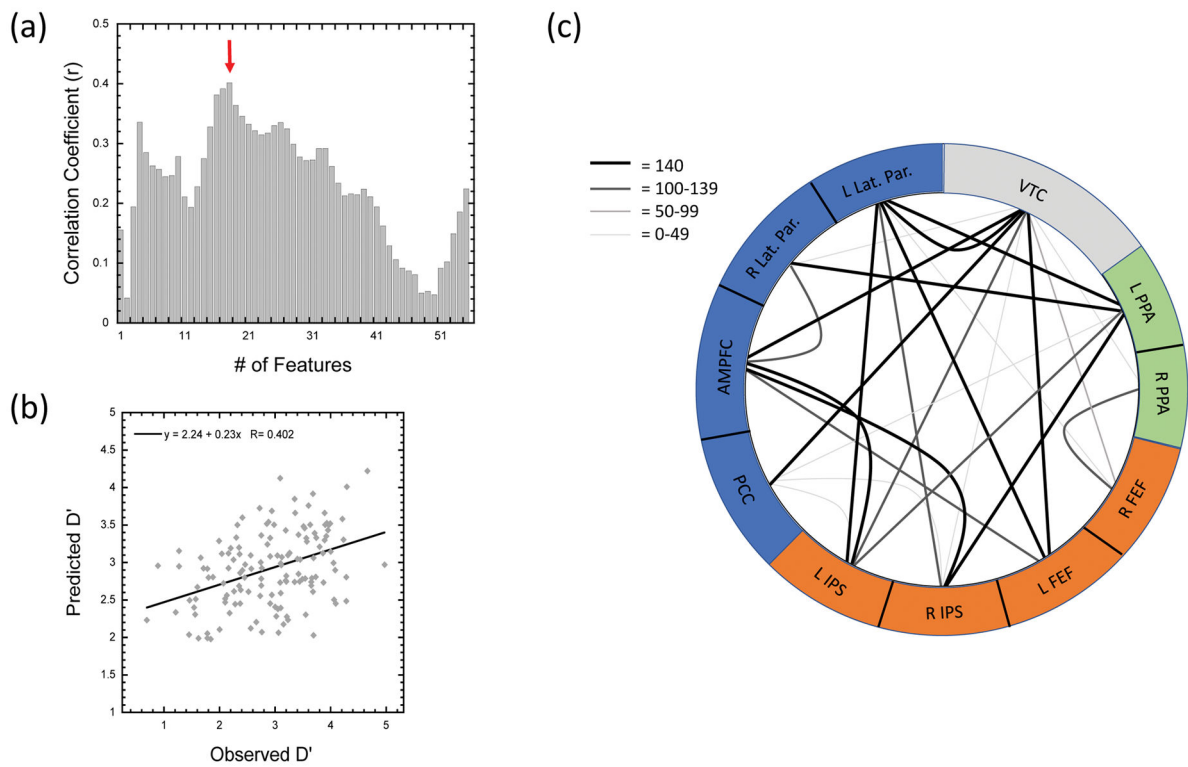 (a)
0.5
0.4
0.3
0.2
0.1
0
Correlation Coefficient (r)
1 11 21 31 41 51
# of Features
(b)
y = 2.24 + 0.23x R= 0.402
5
4.5
4
3.5
3
2.5
2
1.5
1
Predicted D'
1 2 3 4 5
Observed D'
(c)
= 140
= 100-139
= 50-99
= 0-49
VTC
L PPA
R PPA
R FEF
L FEF
R IPS
L IPS
PCC
AMPFC
R Lat. Par.
L Lat. Par.